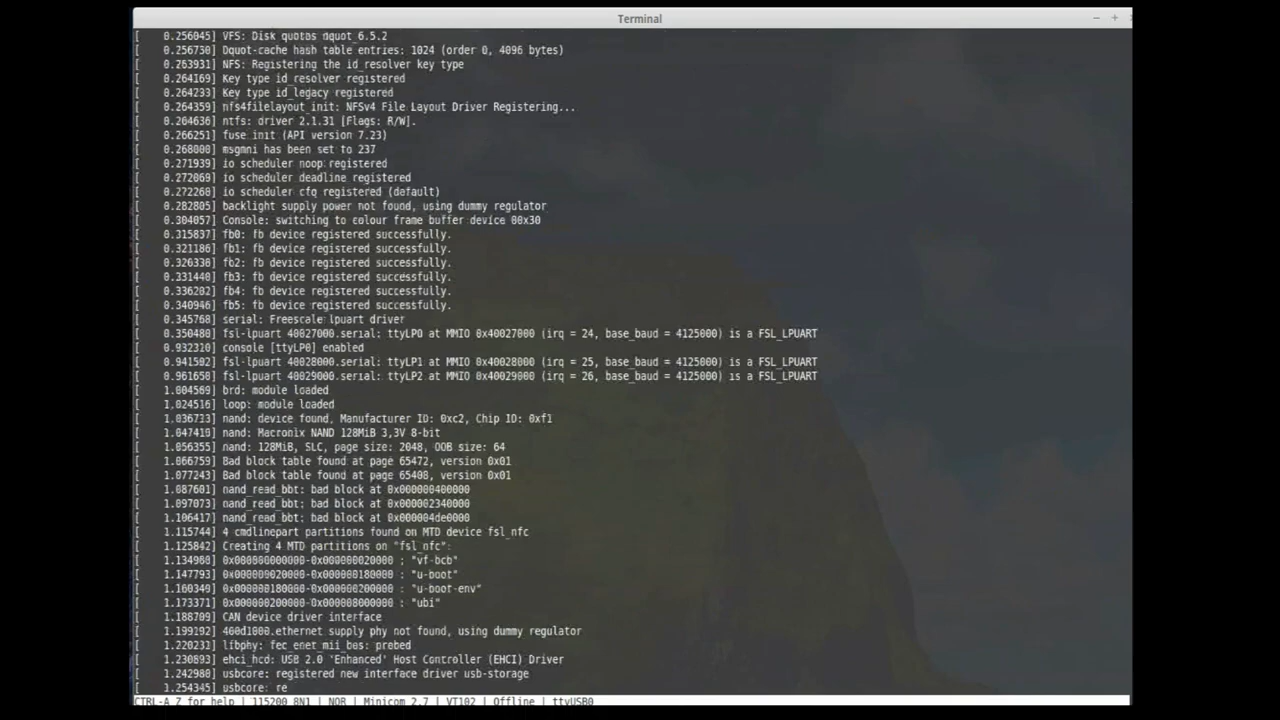 Terminal
[    0.256045] VFS: Disk quotas dquot_6.5.2
[    0.256730] Dquot-cache hash table entries: 1024 (order 0, 4096 bytes)
[    0.263931] NFS: Registering the id_resolver key type
[    0.264169] Key type id_resolver registered
[    0.264233] Key type id_legacy registered
[    0.264359] nfs4filelayout_init: NFSv4 File Layout Driver Registering...
[    0.264636] ntfs: driver 2.1.31 [Flags: R/W].
[    0.266251] fuse init (API version 7.23)
[    0.268000] msgmni has been set to 237
[    0.271939] io scheduler noop registered
[    0.272069] io scheduler deadline registered
[    0.272268] io scheduler cfq registered (default)
[    0.282805] backlight supply power not found, using dummy regulator
[    0.304057] Console: switching to colour frame buffer device 80x30
[    0.315837] fb0: fb device registered successfully.
[    0.321186] fb1: fb device registered successfully.
[    0.326330] fb2: fb device registered successfully.
[    0.331440] fb3: fb device registered successfully.
[    0.336202] fb4: fb device registered successfully.
[    0.340946] fb5: fb device registered successfully.
[    0.345768] serial: Freescale lpuart driver
[    0.350480] fsl-lpuart 40027000.serial: ttyLP0 at MMIO 0x40027000 (irq = 24, base_baud = 4125000) is a FSL_LPUART
[    0.932310] console [ttyLP0] enabled
[    0.941502] fsl-lpuart 40028000.serial: ttyLP1 at MMIO 0x40028000 (irq = 25, base_baud = 4125000) is a FSL_LPUART
[    0.961650] fsl-lpuart 40029000.serial: ttyLP2 at MMIO 0x40029000 (irq = 26, base_baud = 4125000) is a FSL_LPUART
[    1.004569] brd: module loaded
[    1.024516] loop: module loaded
[    1.036713] nand: device found, Manufacturer ID: 0xc2, Chip ID: 0xf1
[    1.047419] nand: Macronix NAND 128MiB 3,3V 8-bit
[    1.056355] nand: 128MiB, SLC, page size: 2048, OOB size: 64
[    1.066759] Bad block table found at page 65472, version 0x01
[    1.077243] Bad block table found at page 65408, version 0x01
[    1.087601] nand_read_bbt: bad block at 0x000000400000
[    1.097073] nand_read_bbt: bad block at 0x000002340000
[    1.106417] nand_read_bbt: bad block at 0x000004de0000
[    1.115744] 4 cmdlinepart partitions found on MTD device fsl_nfc
[    1.125842] Creating 4 MTD partitions on "fsl_nfc":
[    1.134960] 0x000000000000-0x000000020000 : "vf-bcb"
[    1.147793] 0x000000020000-0x000000180000 : "u-boot"
[    1.160349] 0x000000180000-0x000000200000 : "u-boot-env"
[    1.173371] 0x000000200000-0x000008000000 : "ubi"
[    1.188709] CAN device driver interface
[    1.199192] 400d1000.ethernet supply phy not found, using dummy regulator
[    1.220231] libphy: fec_enet_mii_bus: probed
[    1.230893] ehci_hcd: USB 2.0 'Enhanced' Host Controller (EHCI) Driver
[    1.242980] usbcore: registered new interface driver usb-storage
[    1.254345] usbcore: re
CTRL-A Z for help | 115200 8N1 | NOR | Minicom 2.7 | VT102 | Offline | ttyUSB0